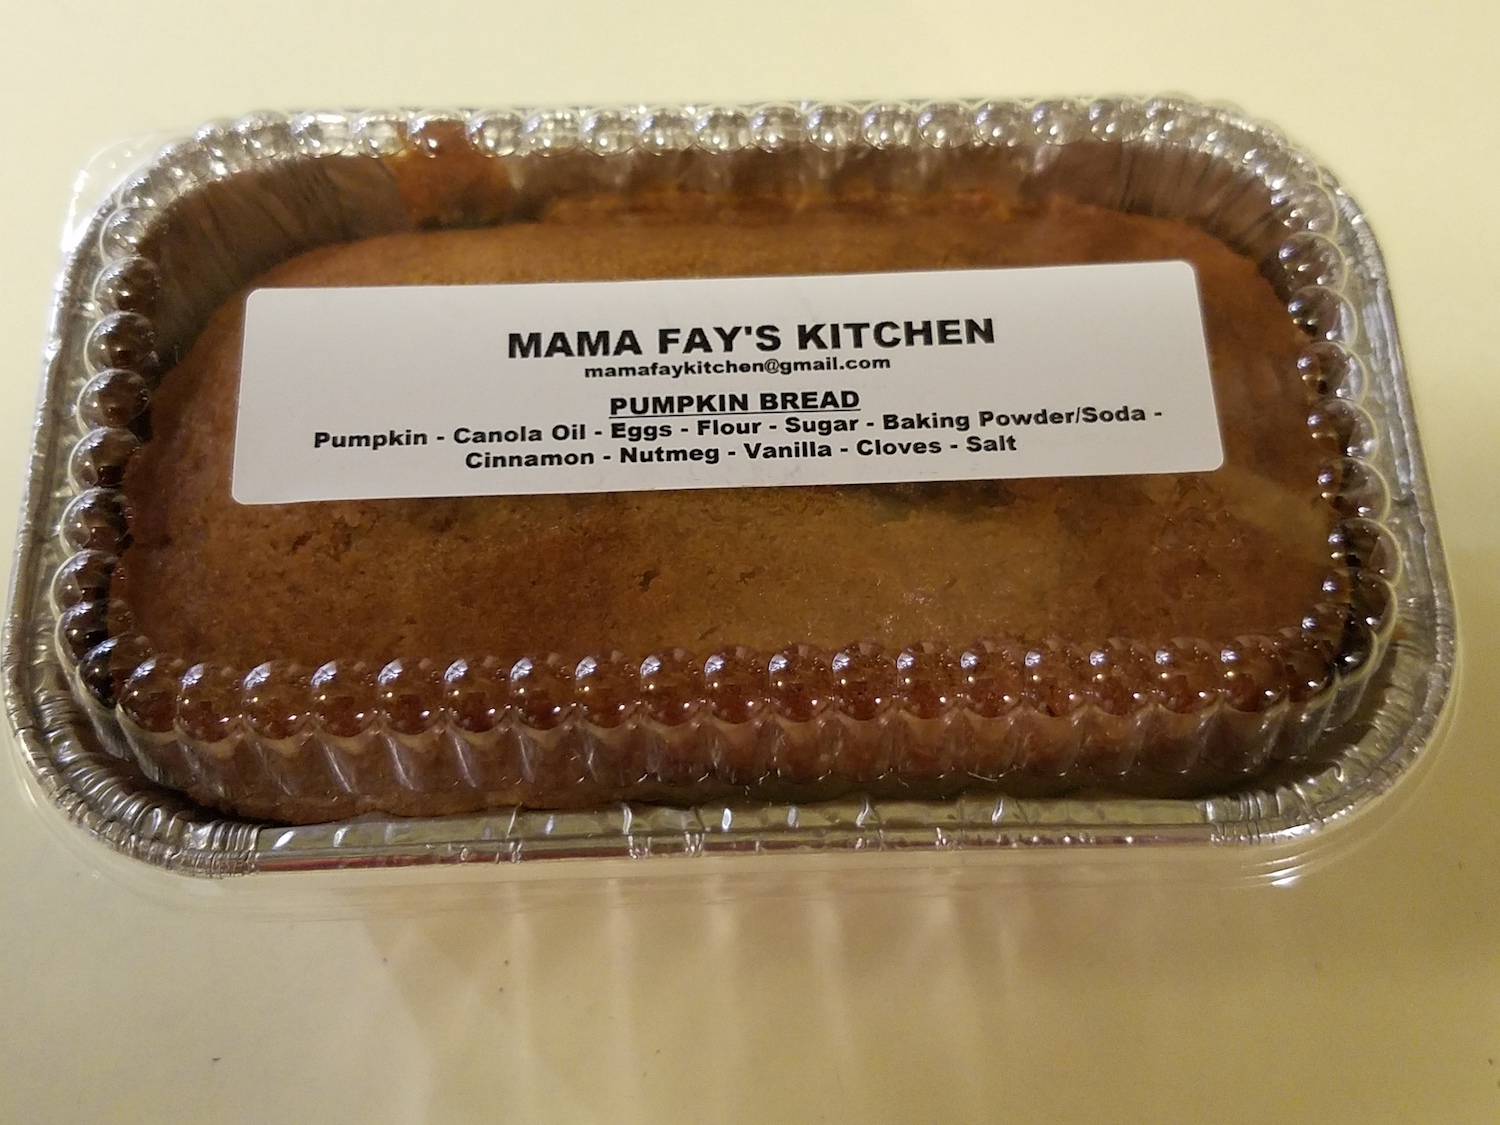 MAMA FAY'S KITCHEN
mamafaykitchen@gmail.com
PUMPKIN BREAD
Pumpkin - Canola Oil - Eggs - Flour - Sugar - Baking Powder/Soda -
Cinnamon - Nutmeg - Vanilla - Cloves - Salt